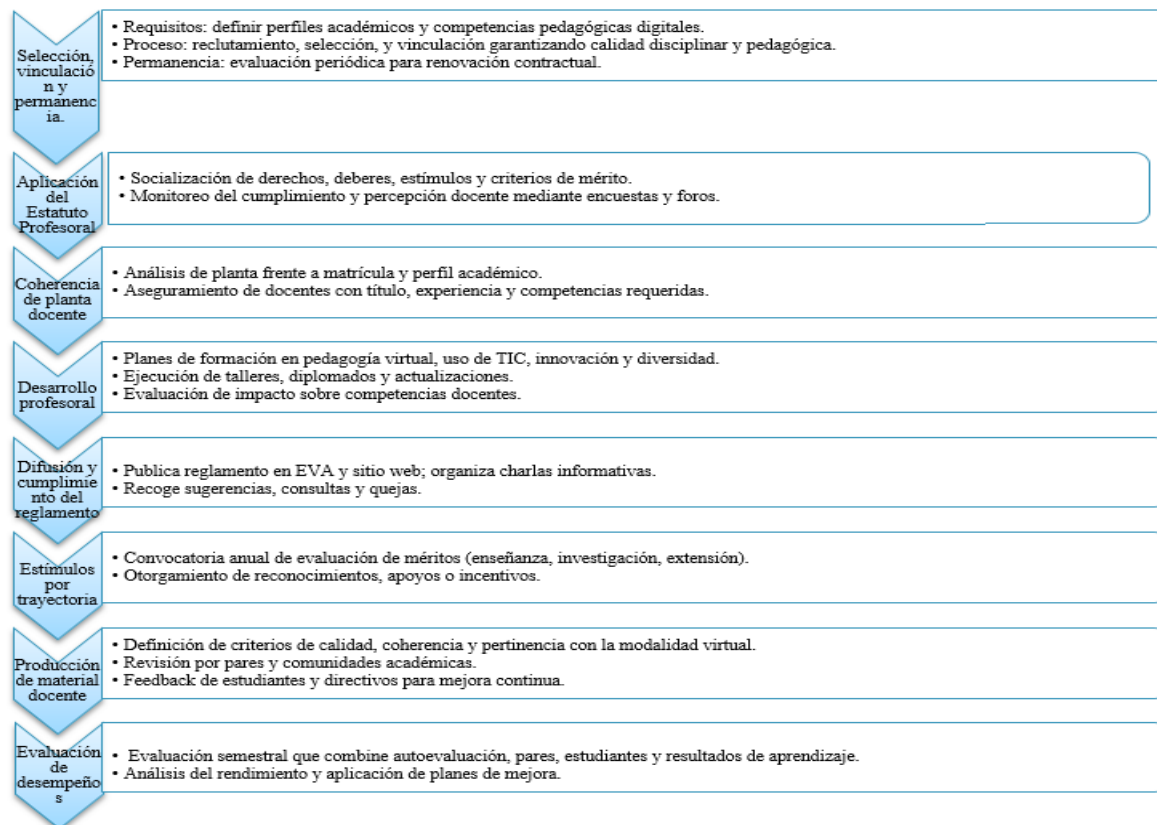 Selección,
vinculació
n y
permanenc
ia.
• Requisitos: definir perfiles académicos y competencias pedagógicas digitales.
• Proceso: reclutamiento, selección, y vinculación garantizando calidad disciplinar y pedagógica.
• Permanencia: evaluación periódica para renovación contractual.
Aplicación
del
Estatuto
Profesoral
• Socialización de derechos, deberes, estímulos y criterios de mérito.
• Monitoreo del cumplimiento y percepción docente mediante encuestas y foros.
Coherencia
de planta
docente
• Análisis de planta frente a matrícula y perfil académico.
• Aseguramiento de docentes con título, experiencia y competencias requeridas.
Desarrollo
profesoral
• Planes de formación en pedagogía virtual, uso de TIC, innovación y diversidad.
• Ejecución de talleres, diplomados y actualizaciones.
• Evaluación de impacto sobre competencias docentes.
Difusión y
cumplimie
nto del
reglamento
• Publica reglamento en EVA y sitio web; organiza charlas informativas.
• Recoge sugerencias, consultas y quejas.
Estímulos
por
trayectoria
• Convocatoria anual de evaluación de méritos (enseñanza, investigación, extensión).
• Otorgamiento de reconocimientos, apoyos o incentivos.
Producción
de material
docente
• Definición de criterios de calidad, coherencia y pertinencia con la modalidad virtual.
• Revisión por pares y comunidades académicas.
• Feedback de estudiantes y directivos para mejora continua.
Evaluación
de
desempeño
s
• Evaluación semestral que combine autoevaluación, pares, estudiantes y resultados de aprendizaje.
• Análisis del rendimiento y aplicación de planes de mejora.